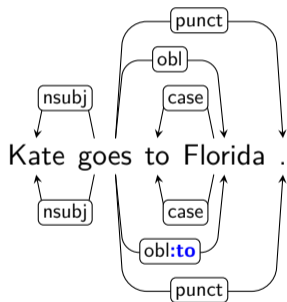 punct
obl
nsubj case
Kate goes to Florida .
nsubj case
obl:to
punct